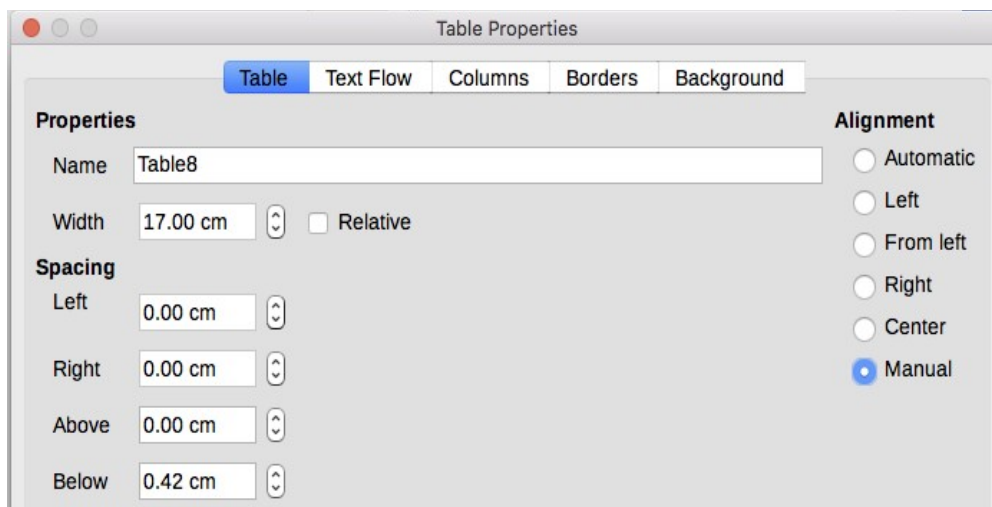 Table Properties
Table Text Flow Columns Borders Background
Properties
Name Table8
Width 17.00 cm Relative
Spacing
Left 0.00 cm
Right 0.00 cm
Above 0.00 cm
Below 0.42 cm
Alignment
Automatic
Left
From left
Right
Center
Manual